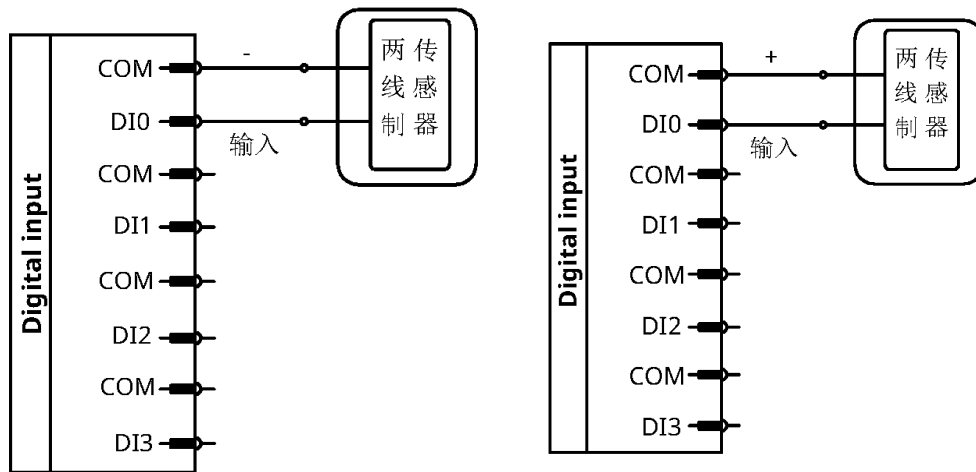 Digital input
COM
-
DI0
输入
COM
DI1
COM
DI2
COM
DI3
两传
线感
制器
Digital input
COM
+
DI0
输入
COM
DI1
COM
DI2
COM
DI3
两传
线感
制器